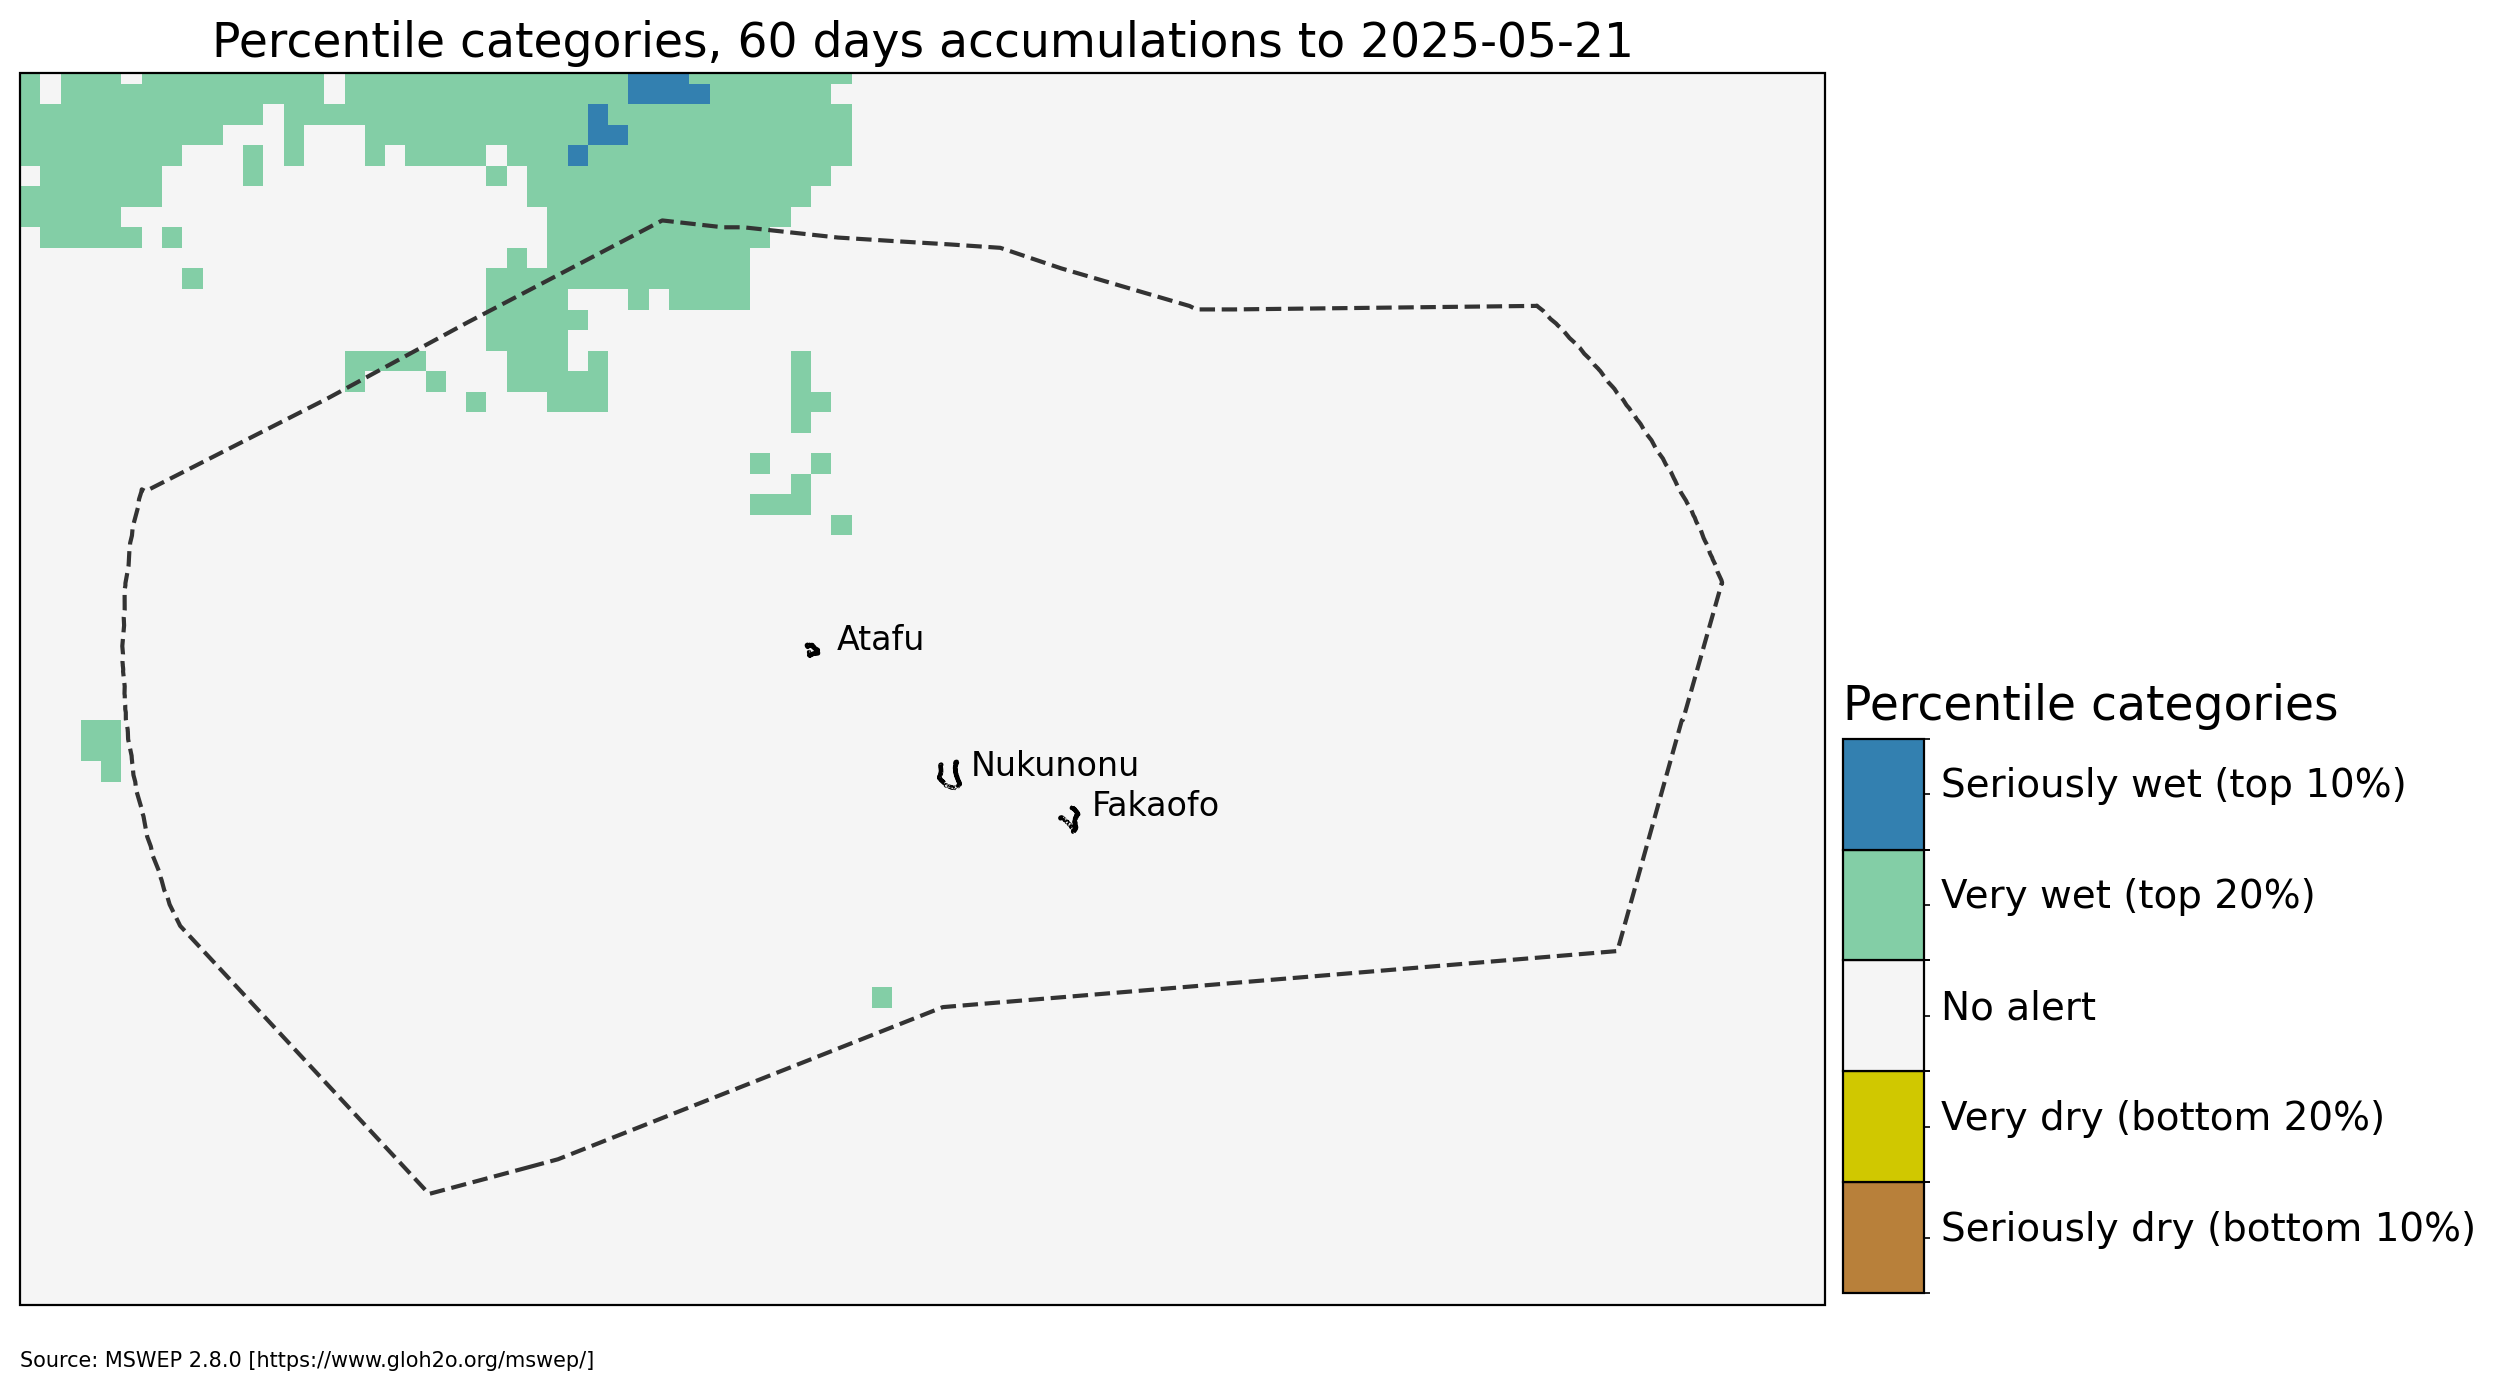 Percentile categories, 60 days accumulations to 2025-05-21
Atafu
Nukunonu
Fakaofo
Percentile categories
Seriously wet (top 10%)
Very wet (top 20%)
No alert
Very dry (bottom 20%)
Seriously dry (bottom 10%)
Source: MSWEP 2.8.0 [https://www.gloh2o.org/mswep/]